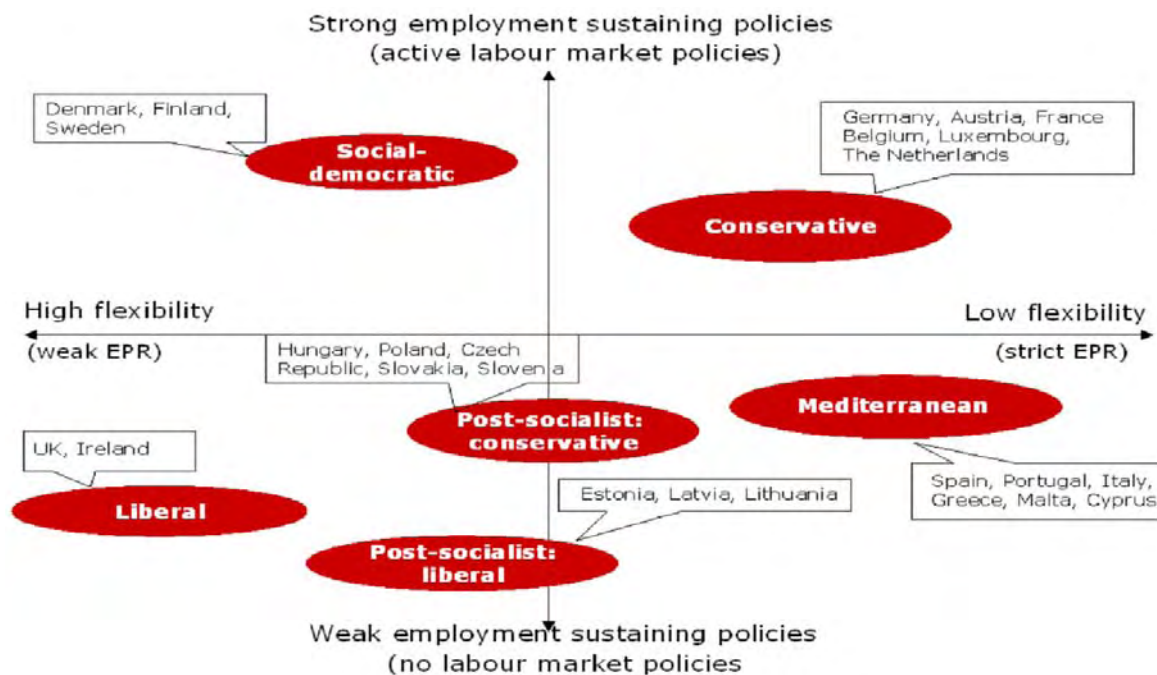 Strong employment sustaining policies
(active labour market policies)
Denmark, Finland,
Sweden
Social-
democratic
Germany, Austria, France
Belgium, Luxembourg,
The Netherlands
Conservative
High flexibility
(weak EPR)
Low flexibility
(strict EPR)
Hungary, Poland, Czech
Republic, Slovakia, Slovenia
Post-socialist:
conservative
Mediterranean
UK, Ireland
Liberal
Estonia, Latvia, Lithuania
Spain, Portugal, Italy,
Greece, Malta, Cyprus
Post-socialist:
liberal
Weak employment sustaining policies
(no labour market policies